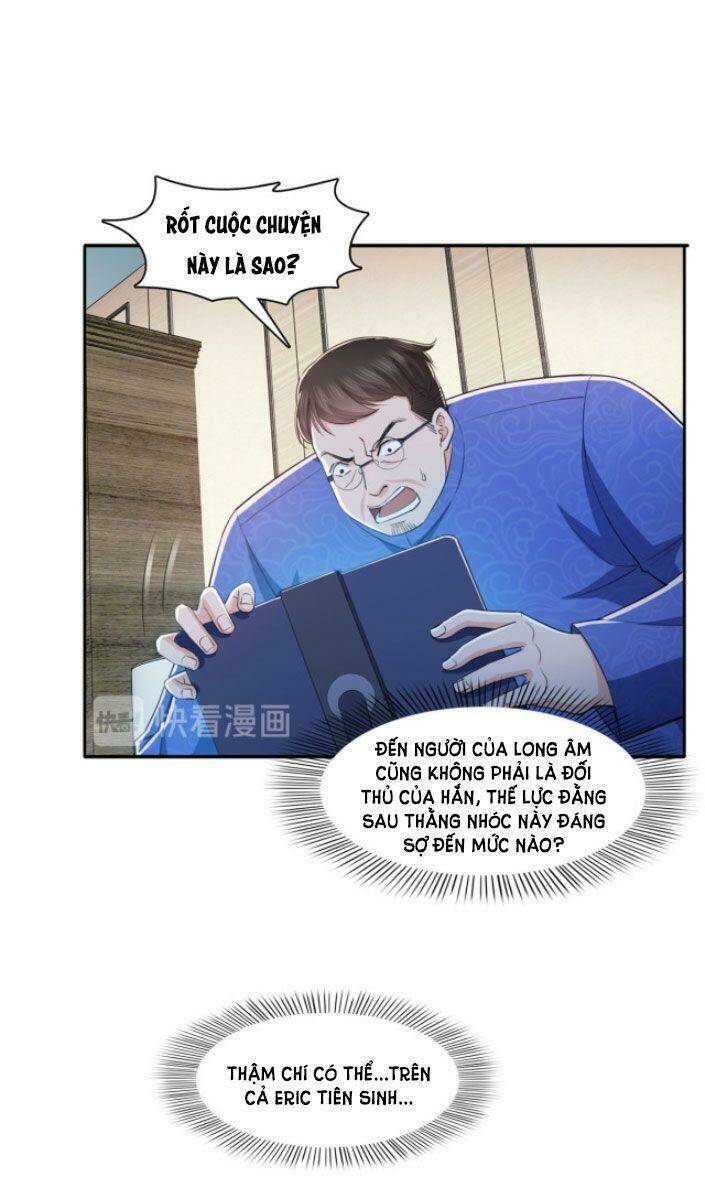 RỐT CUỘC CHUYỆN
NÀY LÀ SAO?
快看 快看漫画
ĐẾN NGƯỜI CỦA LONG ÂM
CŨNG KHÔNG PHẢI LÀ ĐỐI
THỦ CỦA HẮN, THẾ LỰC ĐẰNG
SAU THẰNG NHÓC NÀY ĐÁNG
SỢ ĐẾN MỨC NÀO?
THẬM CHÍ CÓ THỂ...TRÊN
CẢ ERIC TIÊN SINH...